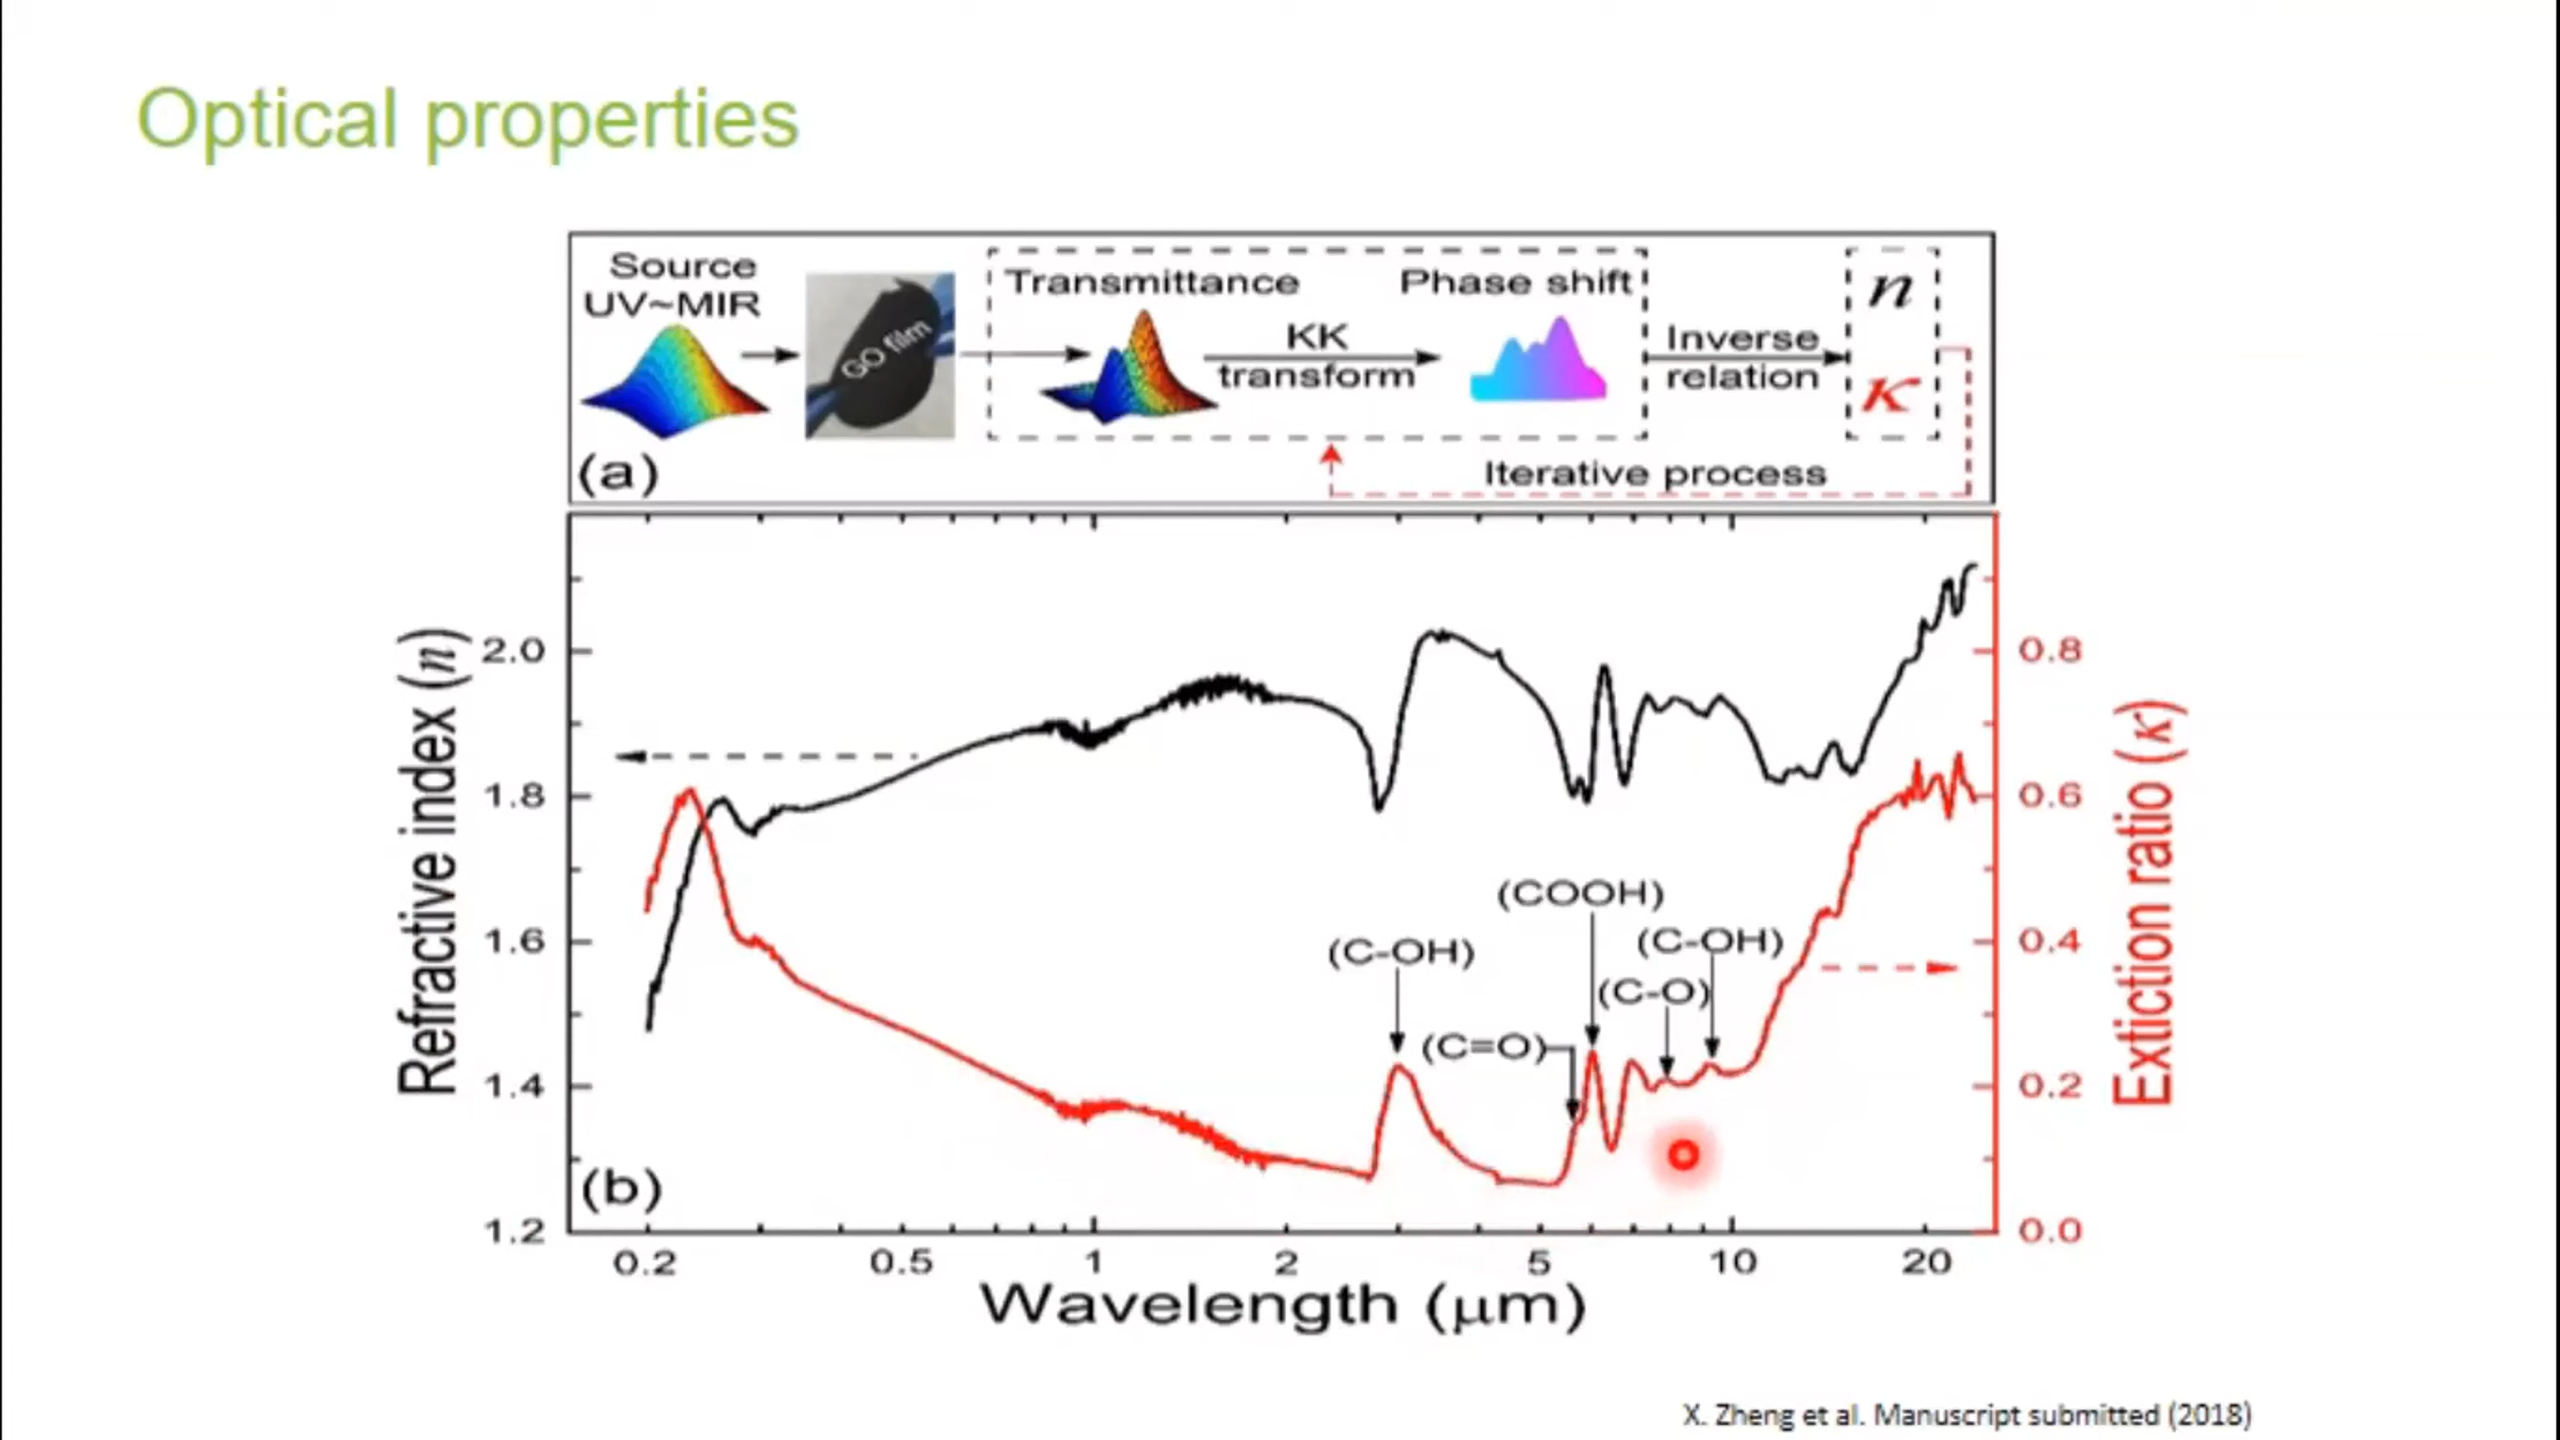 Optical properties
Source
UV~MIR
GO film
Transmittance
KK
transform
Phase shift
Inverse
relation
n
κ
Iterative process
(a)
Refractive index (n)
2.0
1.8
1.6
1.4
1.2
(C-OH)
(C=O)
(COOH)
(C-O)
(C-OH)
(b)
0.8
0.6
0.4
0.2
0.0
Extiction ratio (κ)
0.2 0.5 1 2 5 10 20
Wavelength (μm)
X. Zheng et al. Manuscript submitted (2018)